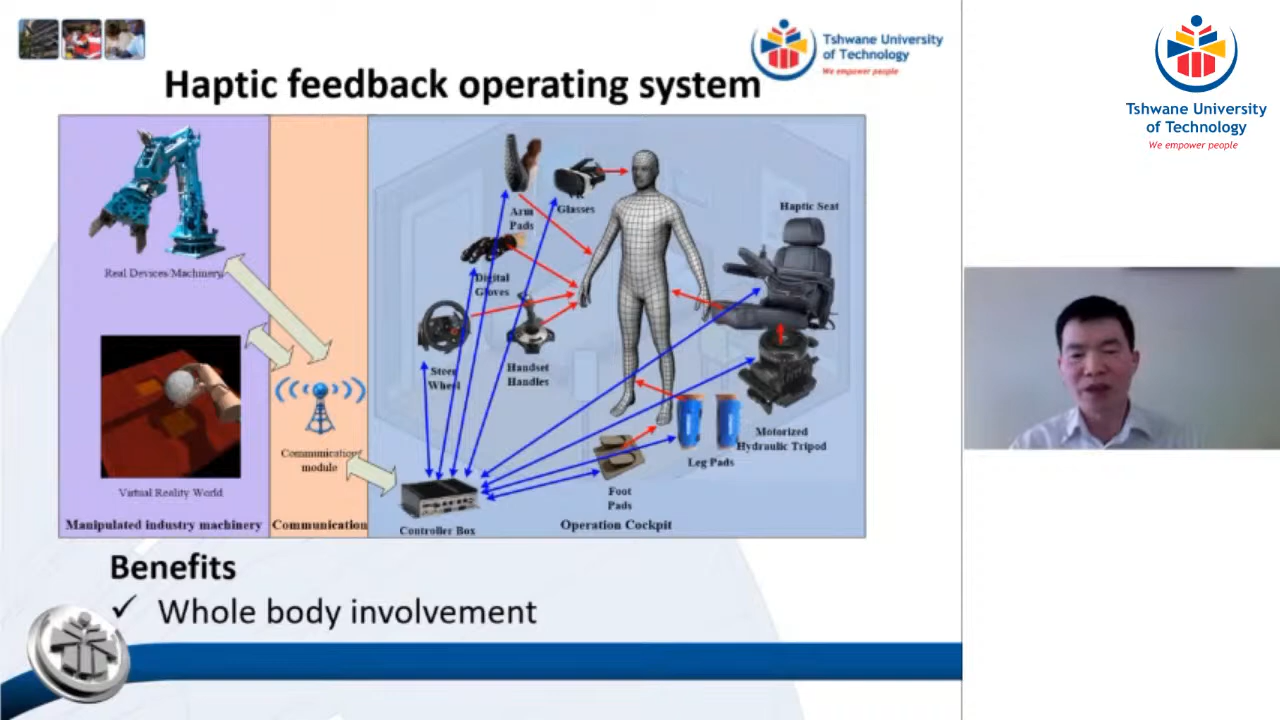 Tshwane University
of Technology
We empower people
Haptic feedback operating system
Tshwane University
of Technology
We empower people
Arm
Pads
Glasses
Haptic Seat
Real Devices/Machinery
Digital
Gloves
Steer
Wheel
Handset
Handles
Communication
module
Motorized
Hydraulic Tripod
Leg Pads
Virtual Reality World
Foot
Pads
Manipulated industry machinery
Communication
Controller Box
Operation Cockpit
Benefits
✓ Whole body involvement